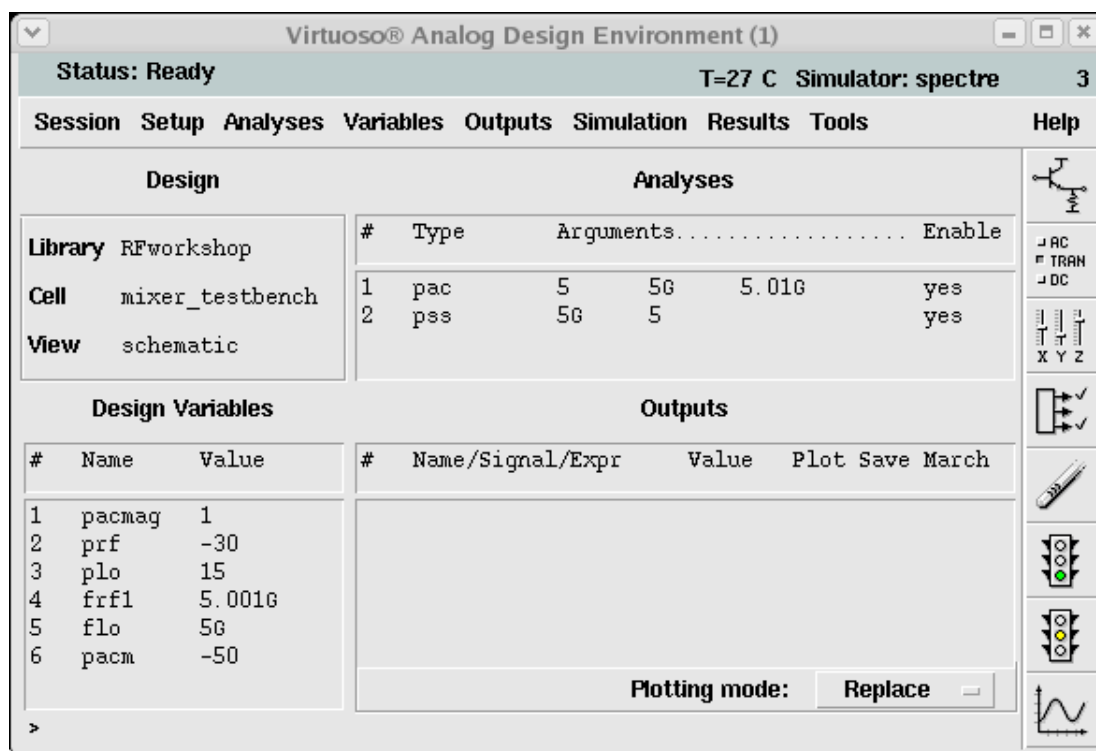 Virtuoso® Analog Design Environment (1)
Status: Ready T=27 C Simulator: spectre 3
Session Setup Analyses Variables Outputs Simulation Results Tools Help
Design
Library RFworkshop
Cell mixer_testbench
View schematic
Analyses
# Type Arguments.................. Enable
1 pac 5 5G 5.01G yes
2 pss 5G 5 yes
Design Variables
# Name Value
1 pacmag 1
2 prf -30
3 plo 15
4 frf1 5.001G
5 flo 5G
6 pacm -50
Outputs
# Name/Signal/Expr Value Plot Save March
Plotting mode: Replace
>
AC
TRAN
DC
X Y Z